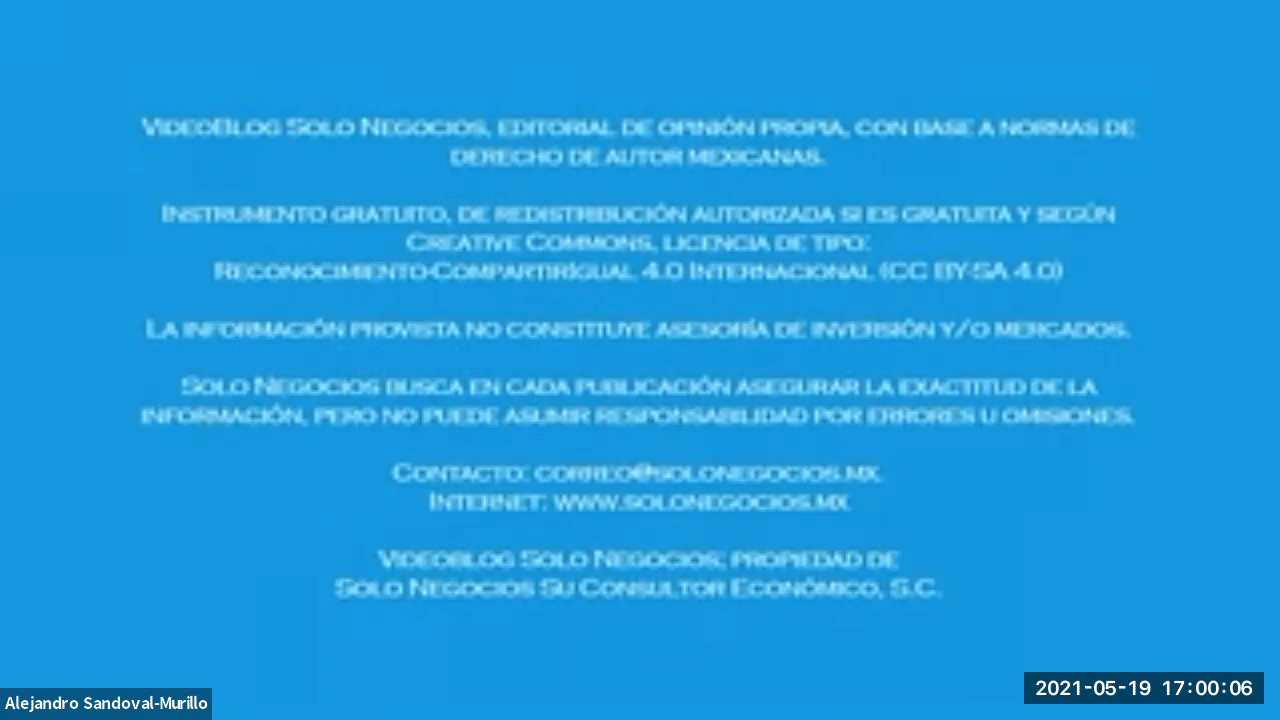 VideoBlog Solo Negocios, editorial de opinión propia, con base a normas de
derecho de autor mexicanas.
Instrumento gratuito, de redistribución autorizada si es gratuita y según
Creative Commons, licencia de tipo:
Reconocimiento-CompartirIgual 4.0 Internacional (CC BY-SA 4.0)
La información provista no constituye asesoría de inversión y/o mercados.
Solo Negocios busca en cada publicación asegurar la exactitud de la
información, pero no puede asumir responsabilidad por errores u omisiones.
Contacto: correo@solonegocios.mx
Internet: www.solonegocios.mx
Videoblog Solo Negocios; propiedad de
Solo Negocios Su Consultor Económico, S.C.
Alejandro Sandoval-Murillo
2021-05-19 17:00:06